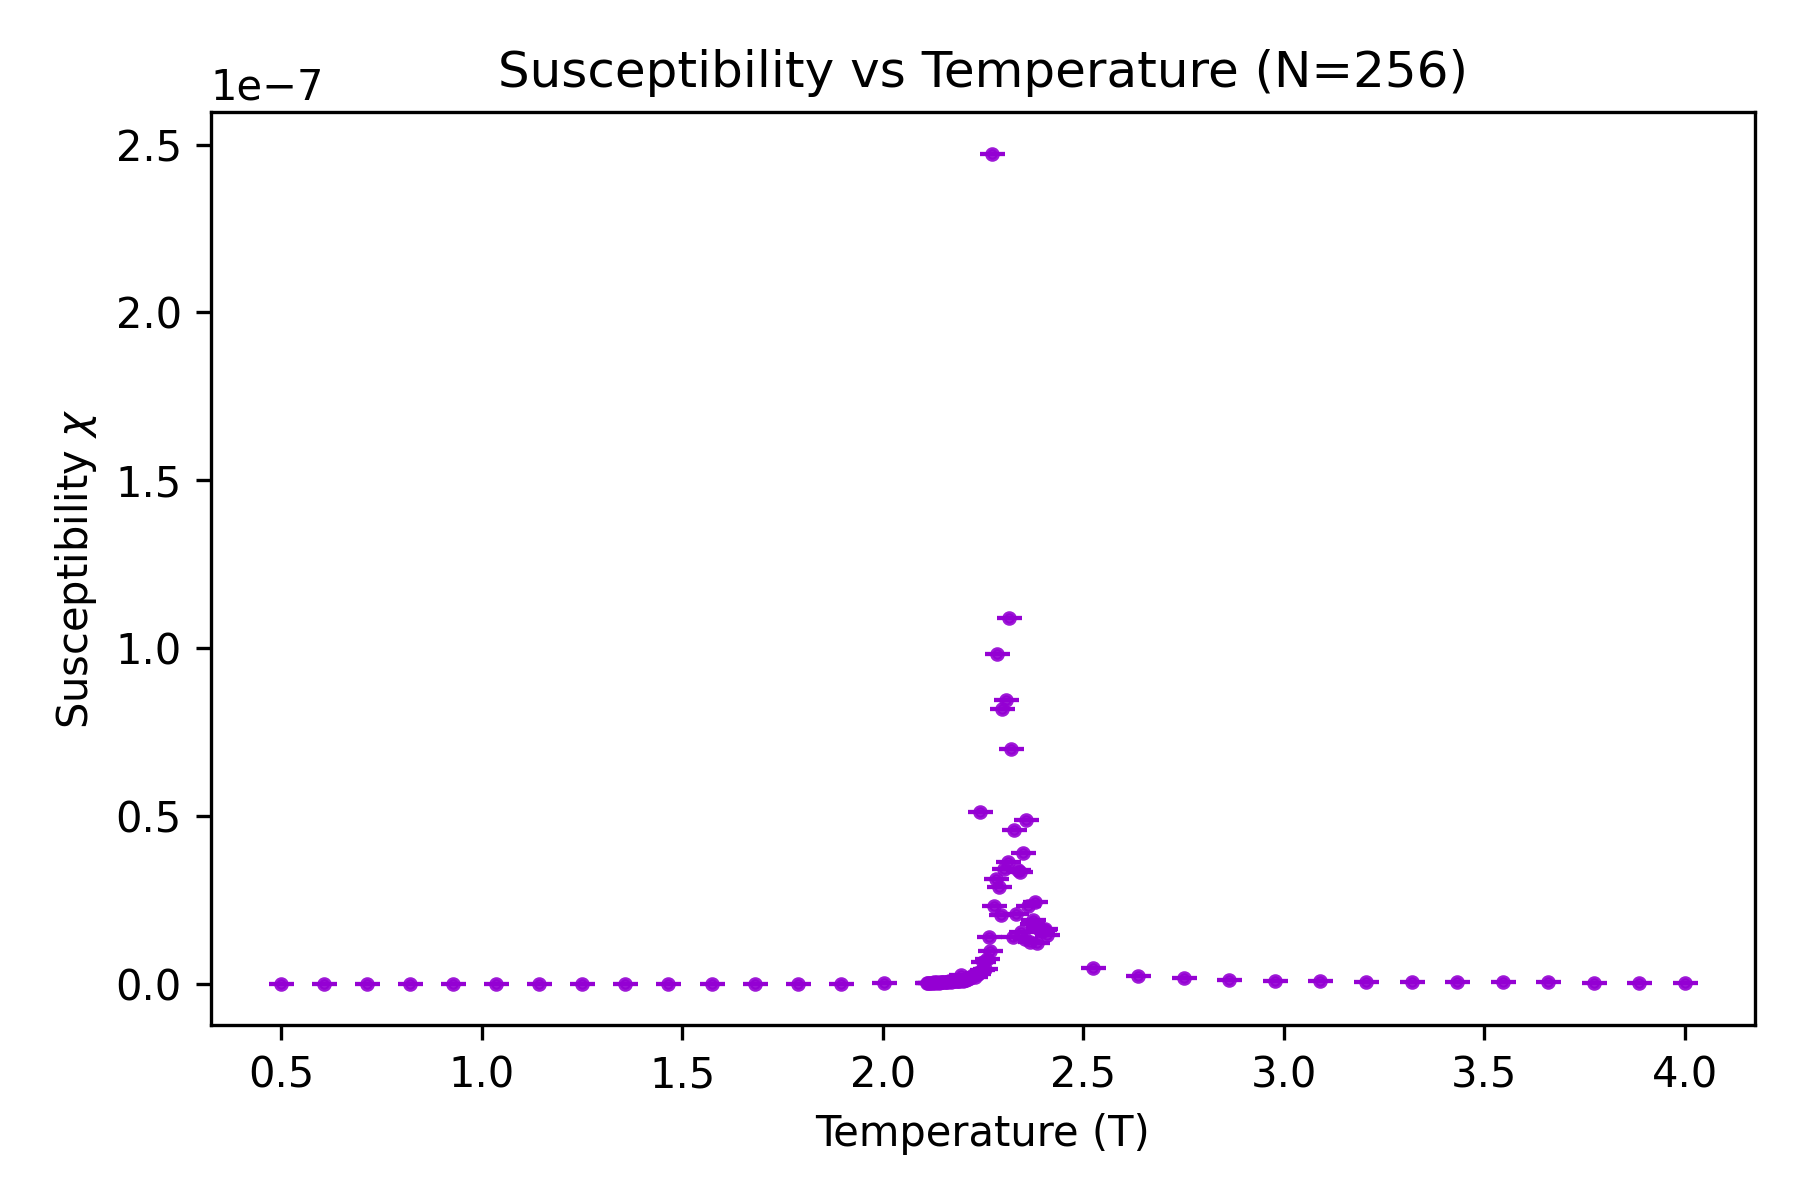 Susceptibility vs Temperature (N=256)
1e−7
2.5
2.0
1.5
1.0
0.5
0.0
Susceptibility χ
0.5 1.0 1.5 2.0 2.5 3.0 3.5 4.0
Temperature (T)